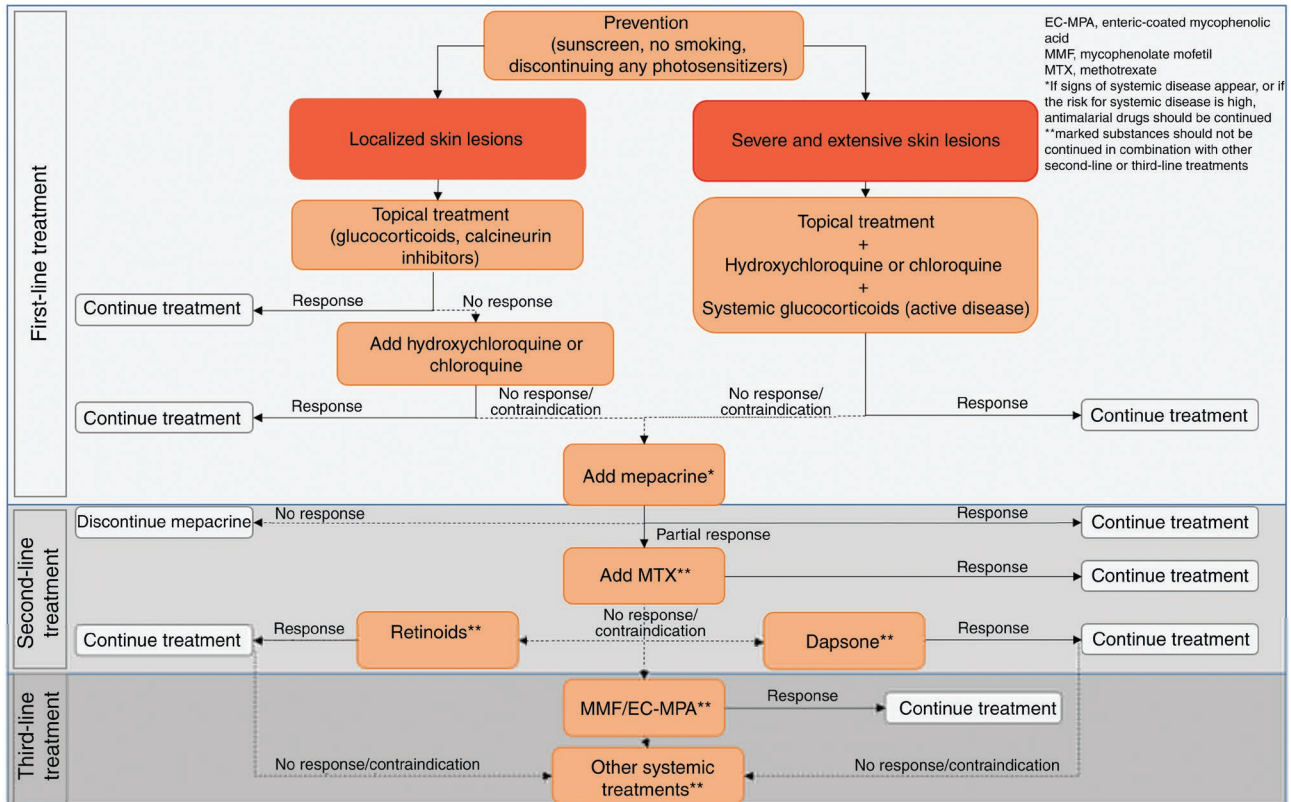 Prevention
(sunscreen, no smoking,
discontinuing any photosensitizers)
EC-MPA, enteric-coated mycophenolic
acid
MMF, mycophenolate mofetil
MTX, methotrexate
*If signs of systemic disease appear, or if
the risk for systemic disease is high,
antimalarial drugs should be continued
**marked substances should not be
continued in combination with other
second-line or third-line treatments
First-line treatment
Localized skin lesions
Severe and extensive skin lesions
Topical treatment
(glucocorticoids, calcineurin
inhibitors)
Topical treatment
+
Hydroxychloroquine or chloroquine
+
Systemic glucocorticoids (active disease)
Continue treatment
Response
No response
Add hydroxychloroquine or
chloroquine
Continue treatment
Response
No response/
contraindication
No response/
contraindication
Response
Continue treatment
Add mepacrine*
Second-line
treatment
Discontinue mepacrine
No response
Response
Continue treatment
Partial response
Add MTX**
Response
Continue treatment
Continue treatment
Response
Retinoids**
No response/
contraindication
Dapsone**
Response
Continue treatment
Third-line
treatment
MMF/EC-MPA**
Response
Continue treatment
No response/contraindication
Other systemic
treatments**
No response/contraindication